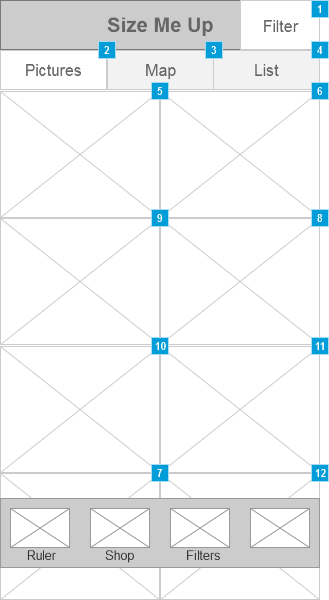 1
Size Me Up
Filter
2
3
4
Pictures
Map
List
5
6
9
8
10
11
7
12
Ruler
Shop
Filters